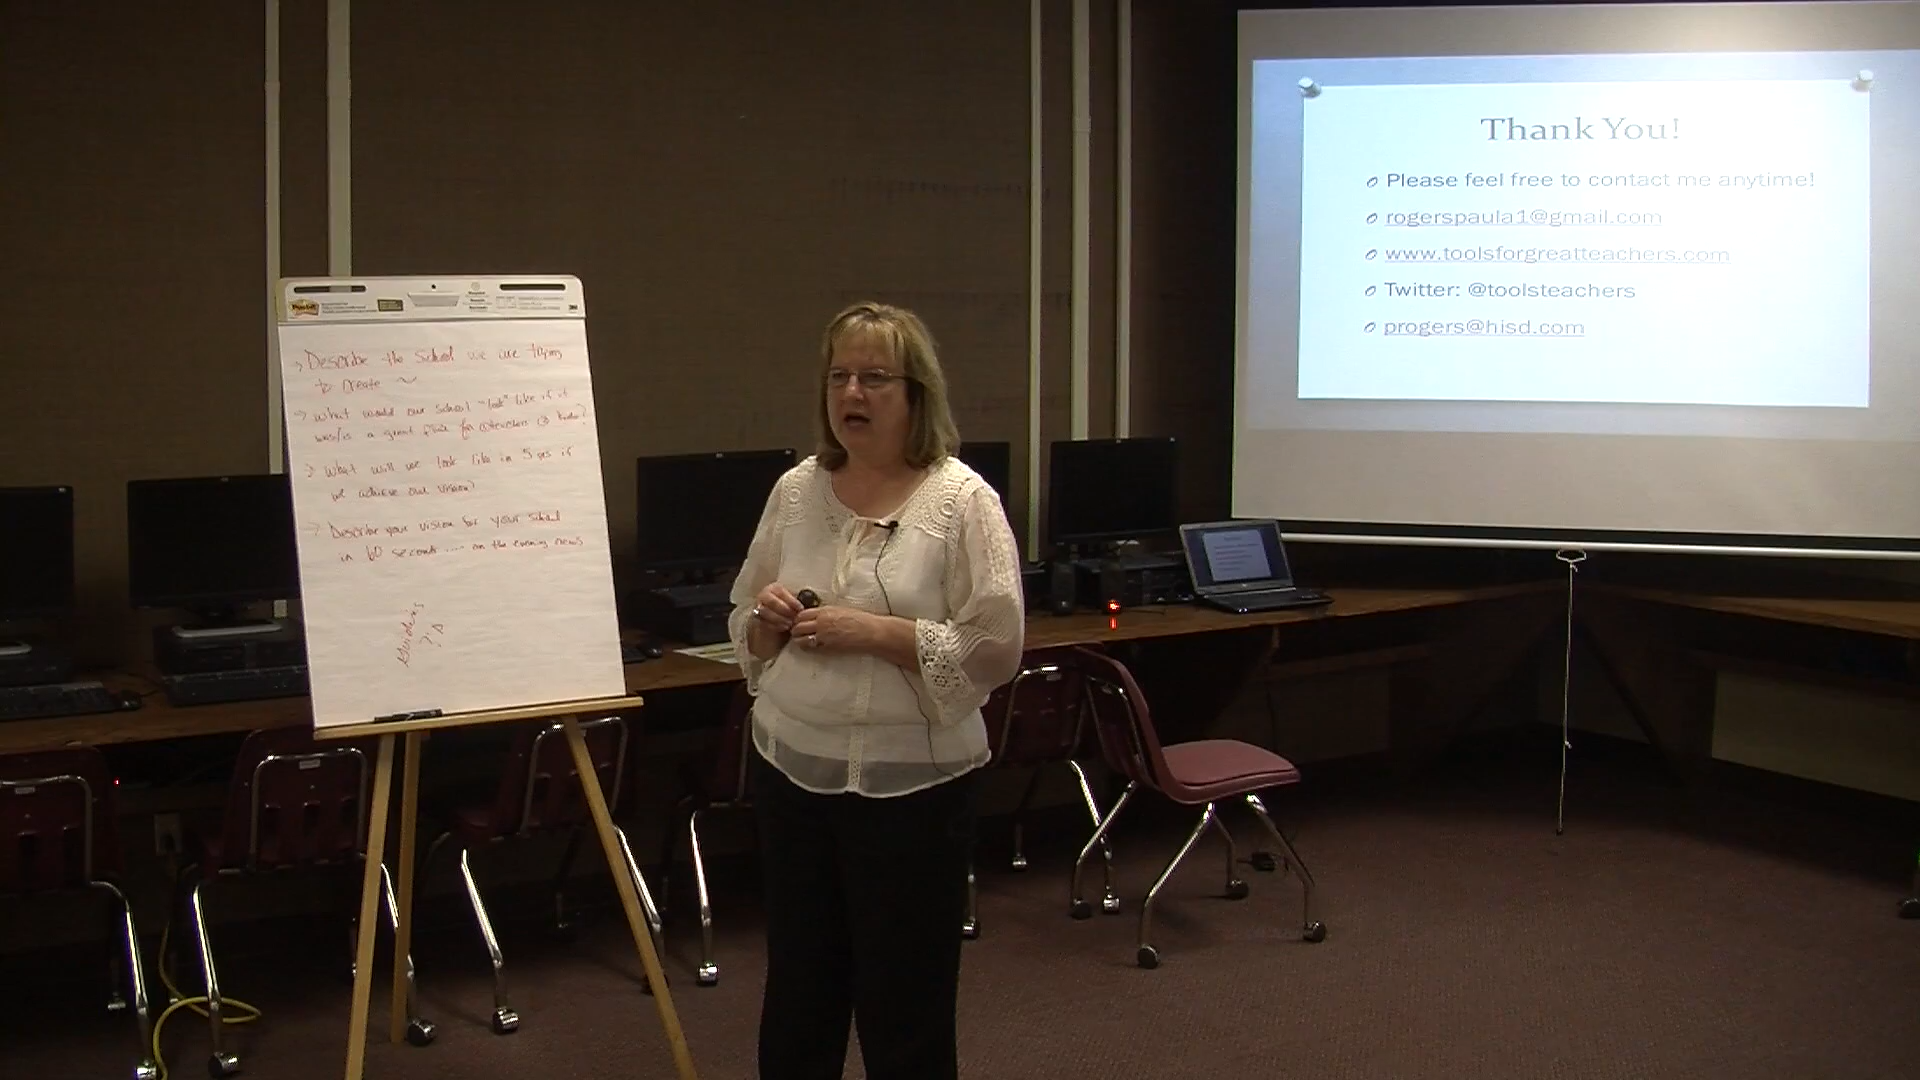 Describe the School we are trying
to create
What would our school "look" like if it
was/is a great place for teachers
What will we look like in 5 yrs if
we achieve our vision?
Describe your vision for your School
in 60 seconds .... on the evening news
Guiding
?'s
Thank You!
Please feel free to contact me anytime!
rogerspaula1@gmail.com
www.toolsforgreatteachers.com
Twitter: @toolsteachers
progers@hisd.com